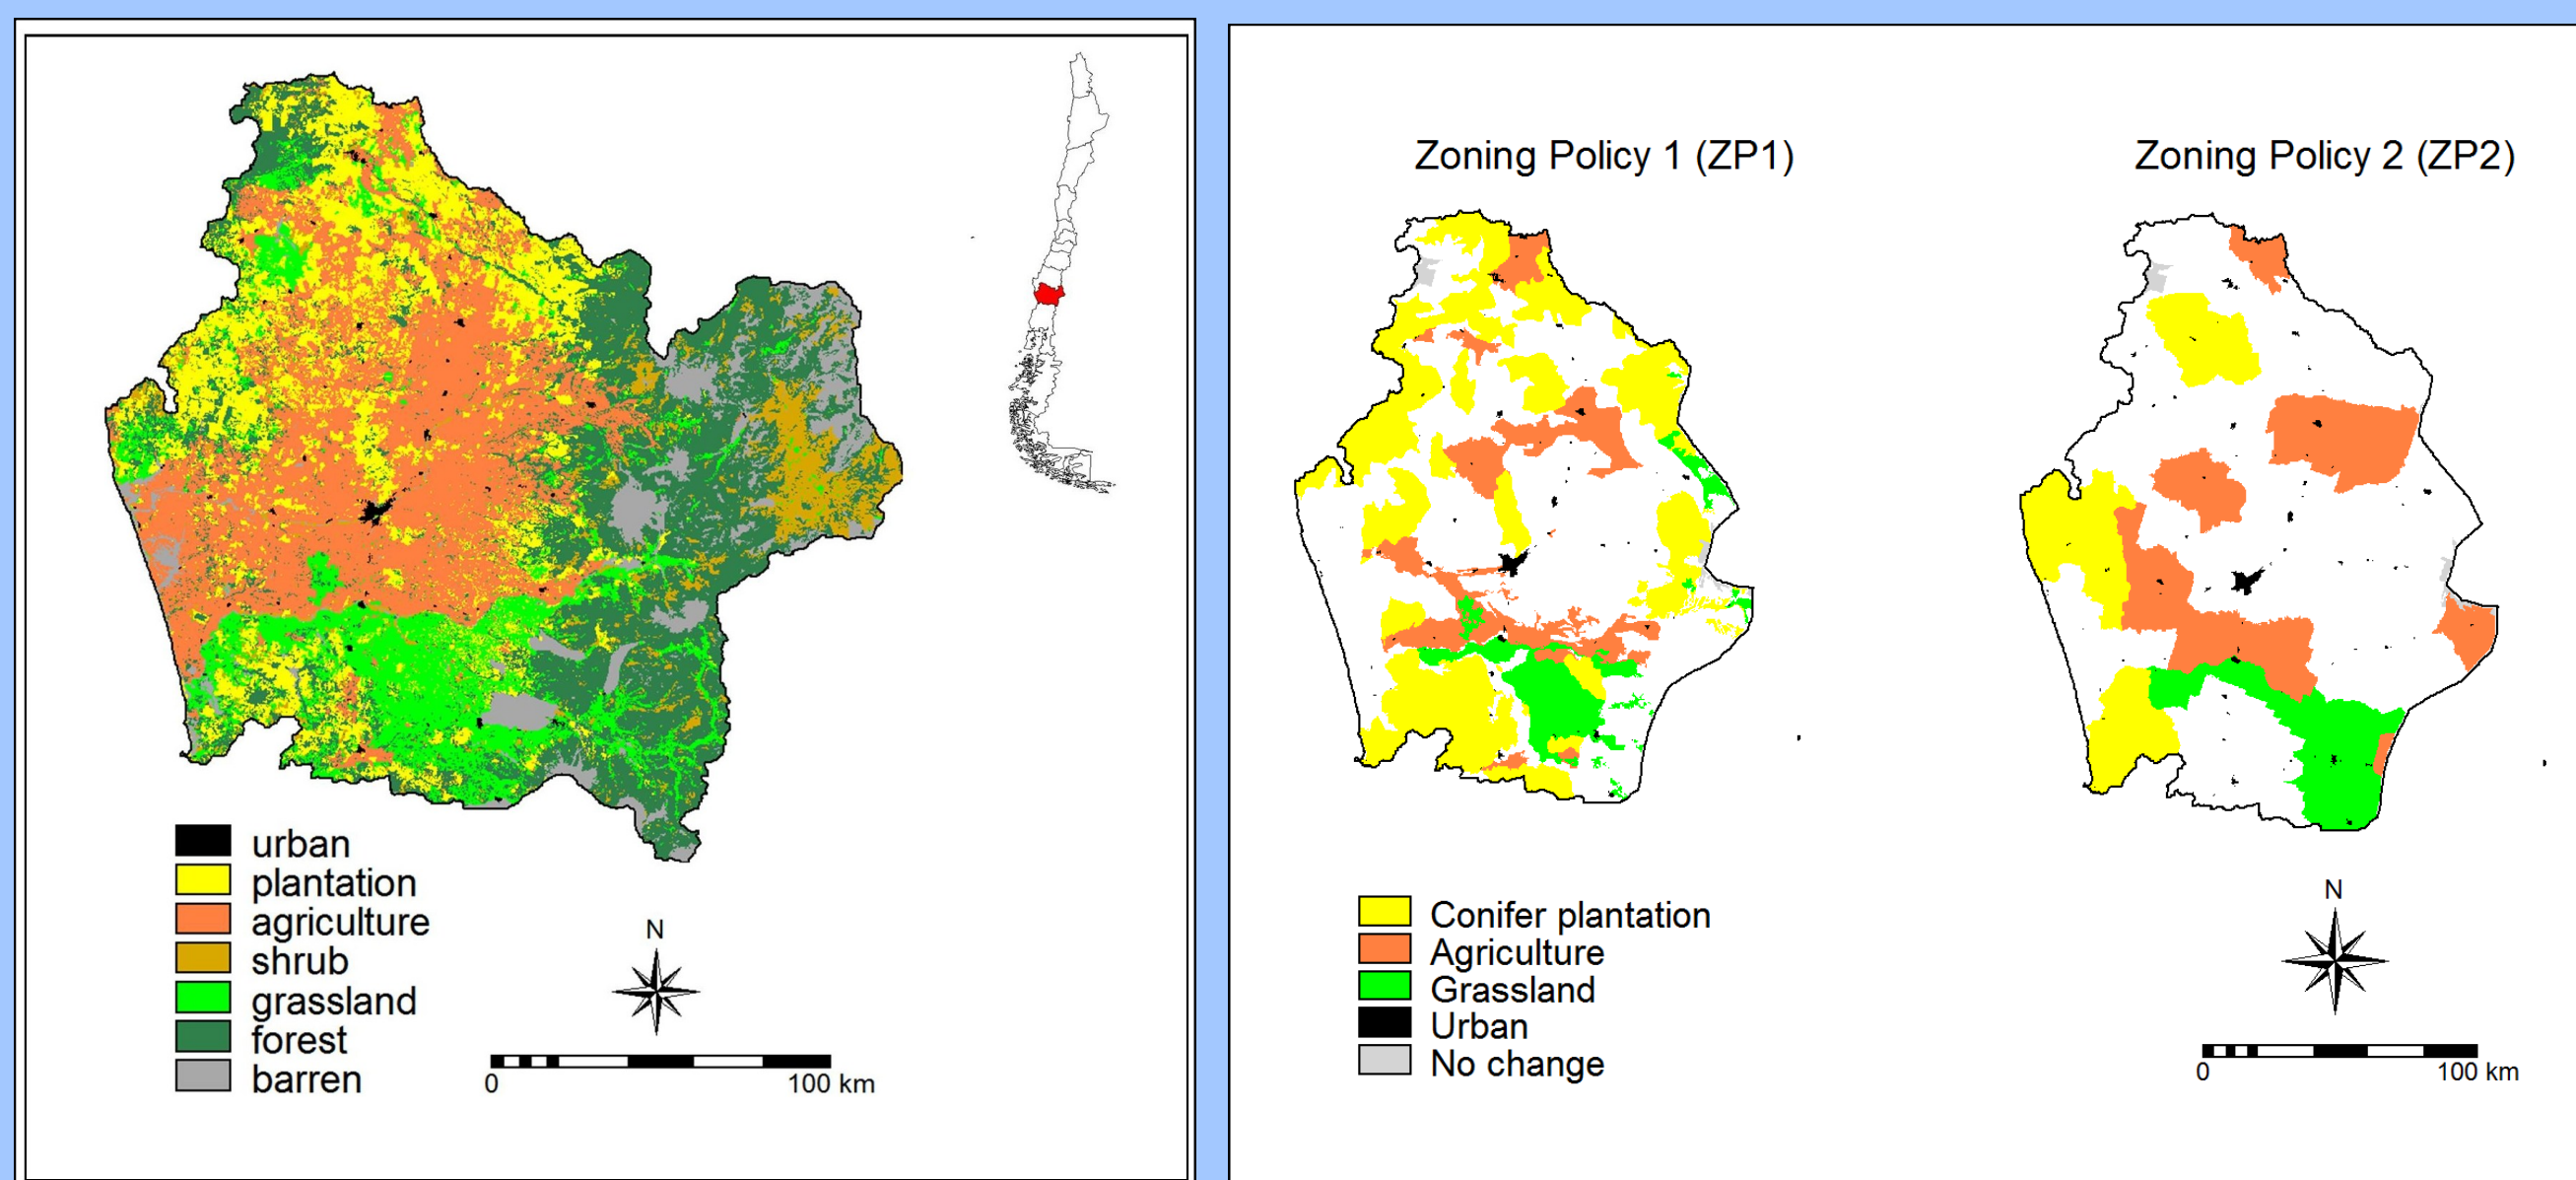 urban
plantation
agriculture
shrub
grassland
forest
barren
N
0 100 km
Zoning Policy 1 (ZP1)
Zoning Policy 2 (ZP2)
Conifer plantation
Agriculture
Grassland
Urban
No change
N
0 100 km